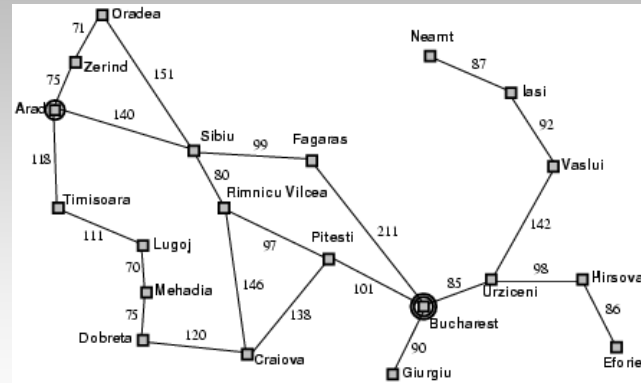 Oradea
71
Neamt
Zerind
87
75
151
Iasi
Arad
140
92
Sibiu
99
Fagaras
118
Vaslui
80
Timisoara
Rimnicu Vilcea
111
211
142
Lugoj
97
Pitesti
70
98
Hirsova
85
Mehadia
146
101
Urziceni
75
138
86
Bucharest
120
Dobreta
90
Craiova
Eforie
Giurgiu